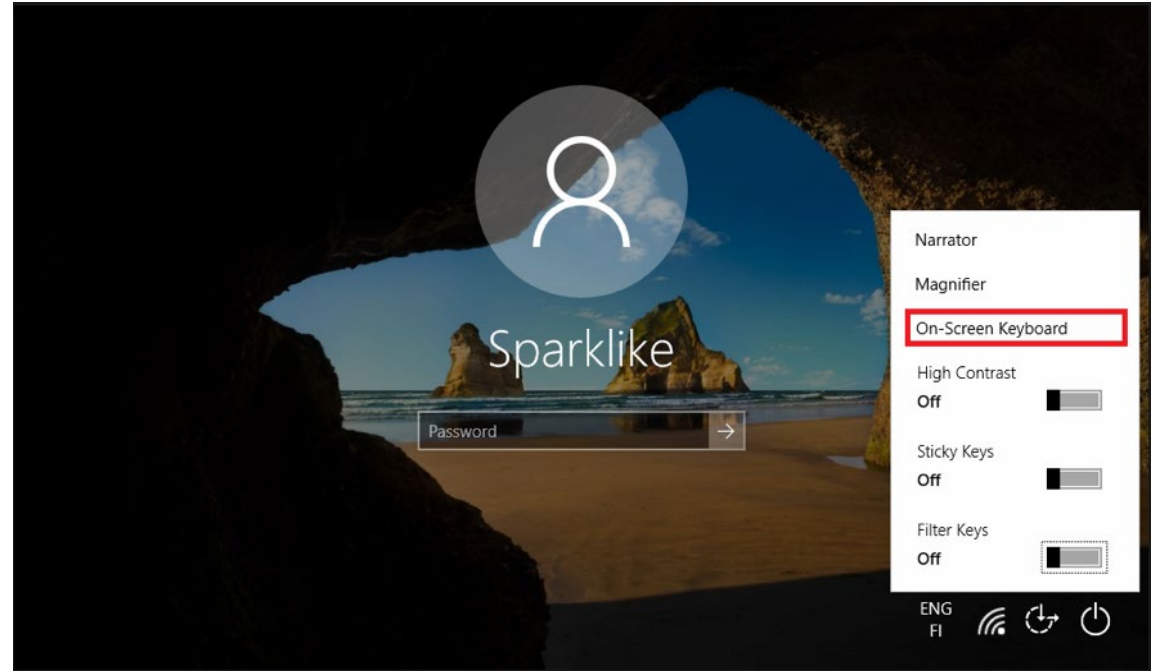 Sparklike
Password
Narrator
Magnifier
On-Screen Keyboard
High Contrast
Off
Sticky Keys
Off
Filter Keys
Off
ENG
FI